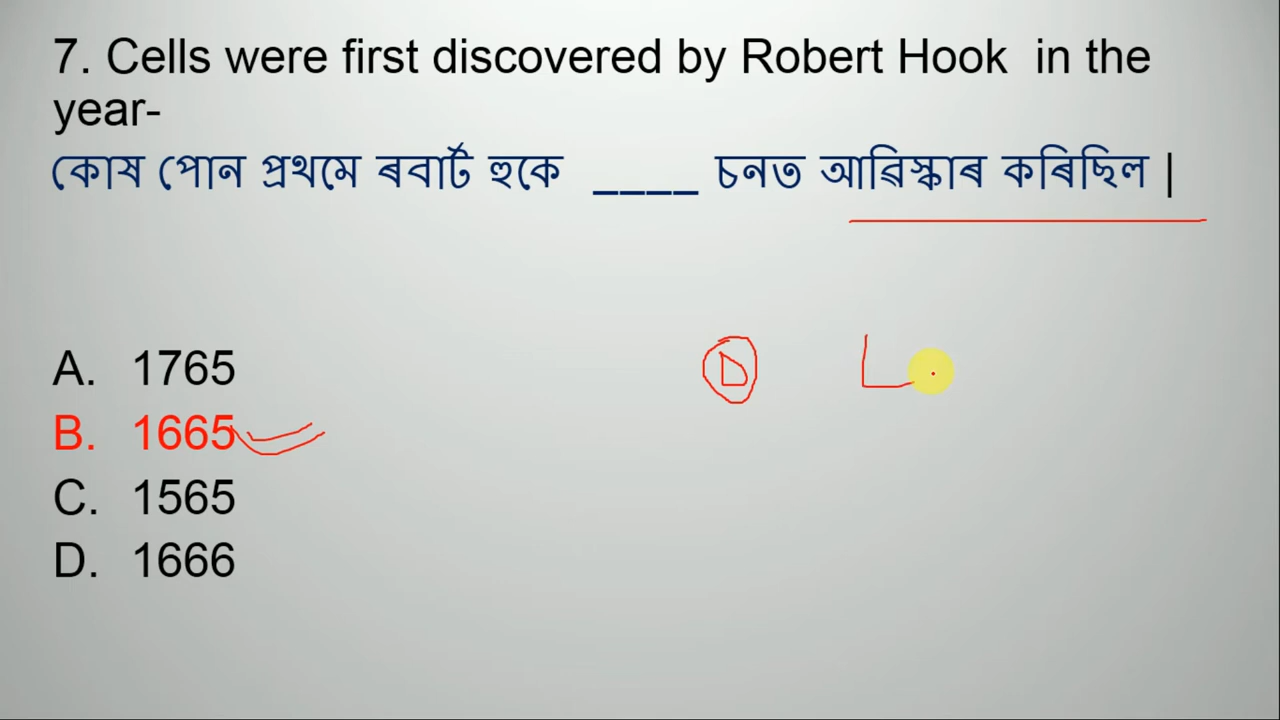 7. Cells were first discovered by Robert Hook in the
year-
কোষ পোন প্ৰথমে ৰবাৰ্ট হুকে ____ চনত আৱিস্কাৰ কৰিছিল |
A. 1765
B. 1665
C. 1565
D. 1666